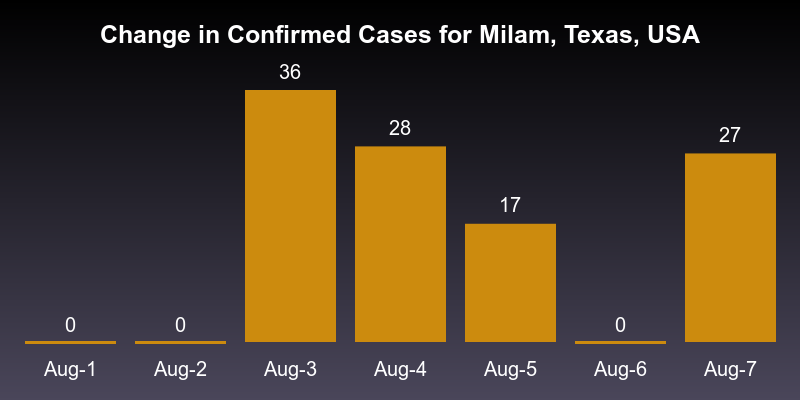 Change in Confirmed Cases for Milam, Texas, USA
36
28
27
17
0
0
0
Aug-1
Aug-2
Aug-3
Aug-4
Aug-5
Aug-6
Aug-7